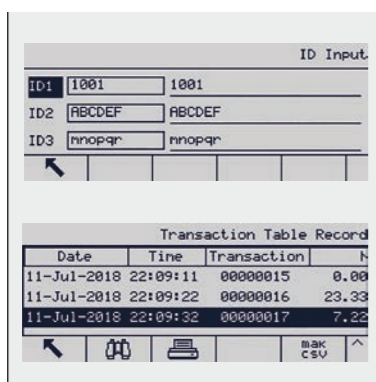 ID Input
ID1 1001 1001
ID2 ABCDEF ABCDEF
ID3 mnopqr mnopqr
Transaction Table Record
Date Time Transaction N
11-Jul-2018 22:09:11 00000015 0.00
11-Jul-2018 22:09:22 00000016 23.33
11-Jul-2018 22:09:32 00000017 7.22
mak
csv